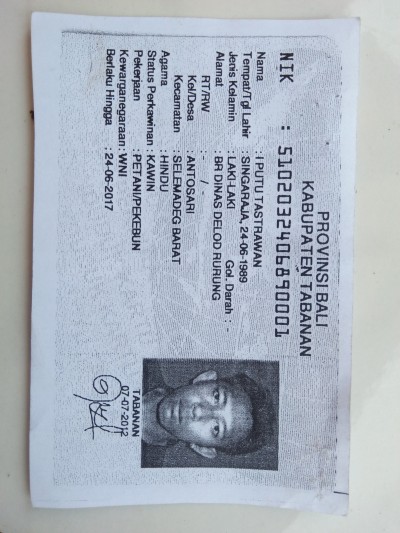 PROVINSI BALI
KABUPATEN TABANAN
NIK : 5102032406890001
Nama : I PUTU TASTRAWAN
Tempat/Tgl Lahir : SINGARAJA, 24-06-1989
Jenis Kelamin : LAKI-LAKI Gol. Darah : -
Alamat : BR DINAS DELOD RURUNG
RT/RW : - / -
Kel/Desa : ANTOSARI
Kecamatan : SELEMADEG BARAT
Agama : HINDU
Status Perkawinan : KAWIN
Pekerjaan : PETANI/PEKEBUN
Kewarganegaraan : WNI
Berlaku Hingga : 24-06-2017
TABANAN
07-07-2012